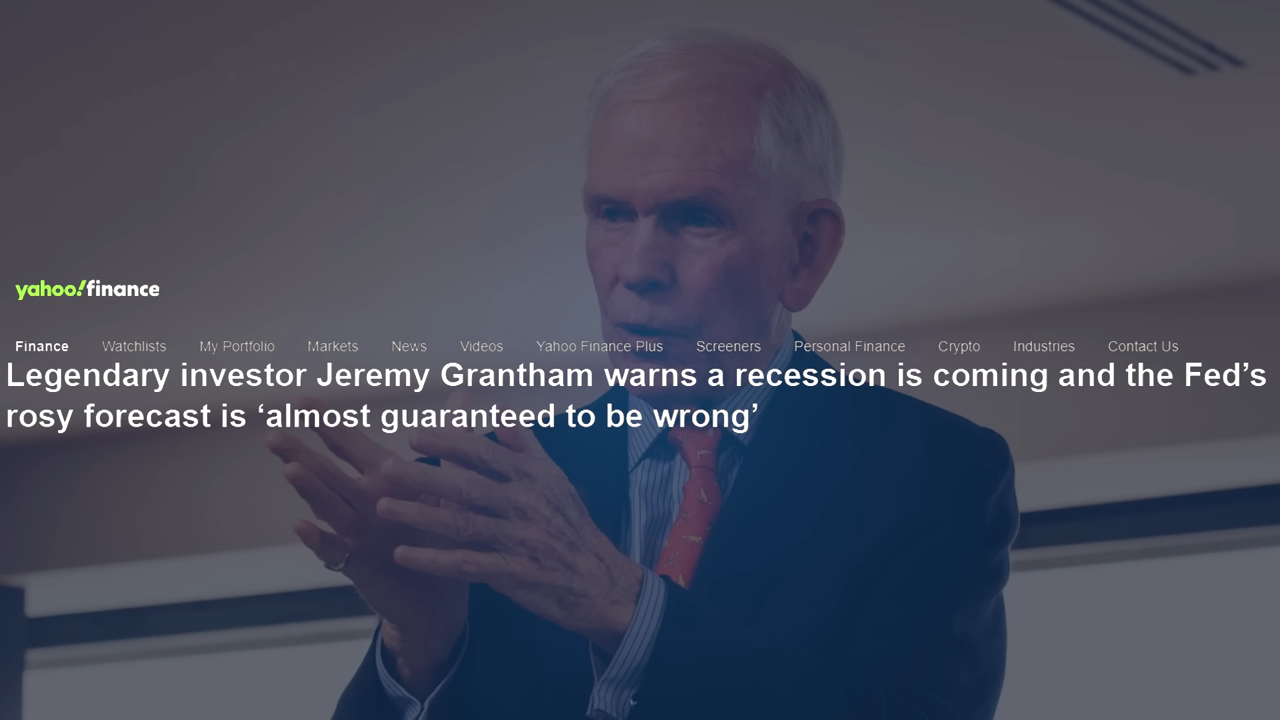 yahoo!finance
Finance Watchlists My Portfolio Markets News Videos Yahoo Finance Plus Screeners Personal Finance Crypto Industries Contact Us
Legendary investor Jeremy Grantham warns a recession is coming and the Fed’s
rosy forecast is ‘almost guaranteed to be wrong’